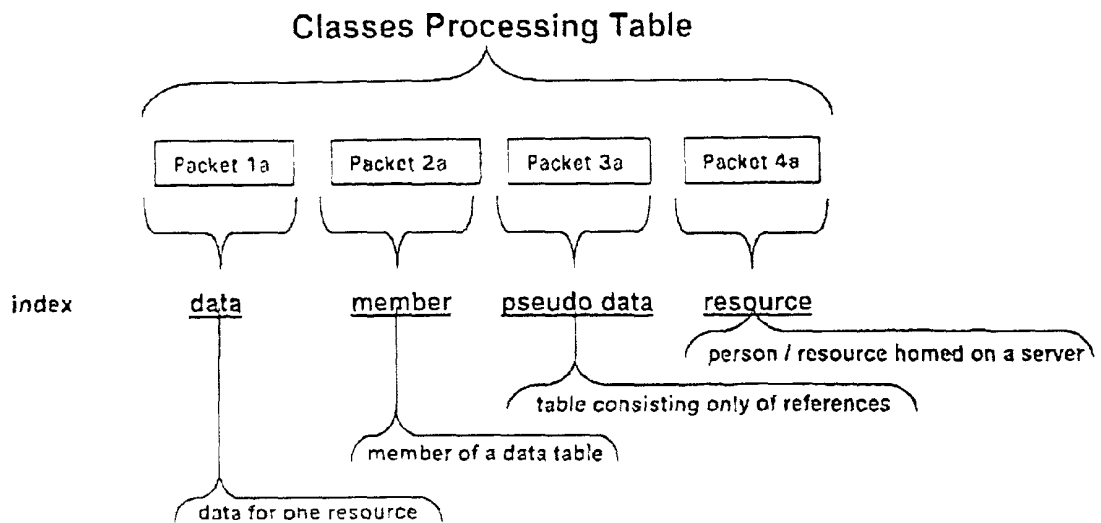 Classes Processing Table
Packet 1a Packet 2a Packet 3a Packet 4a
index data member pseudo data resource
person / resource homed on a server
table consisting only of references
member of a data table
data for one resource